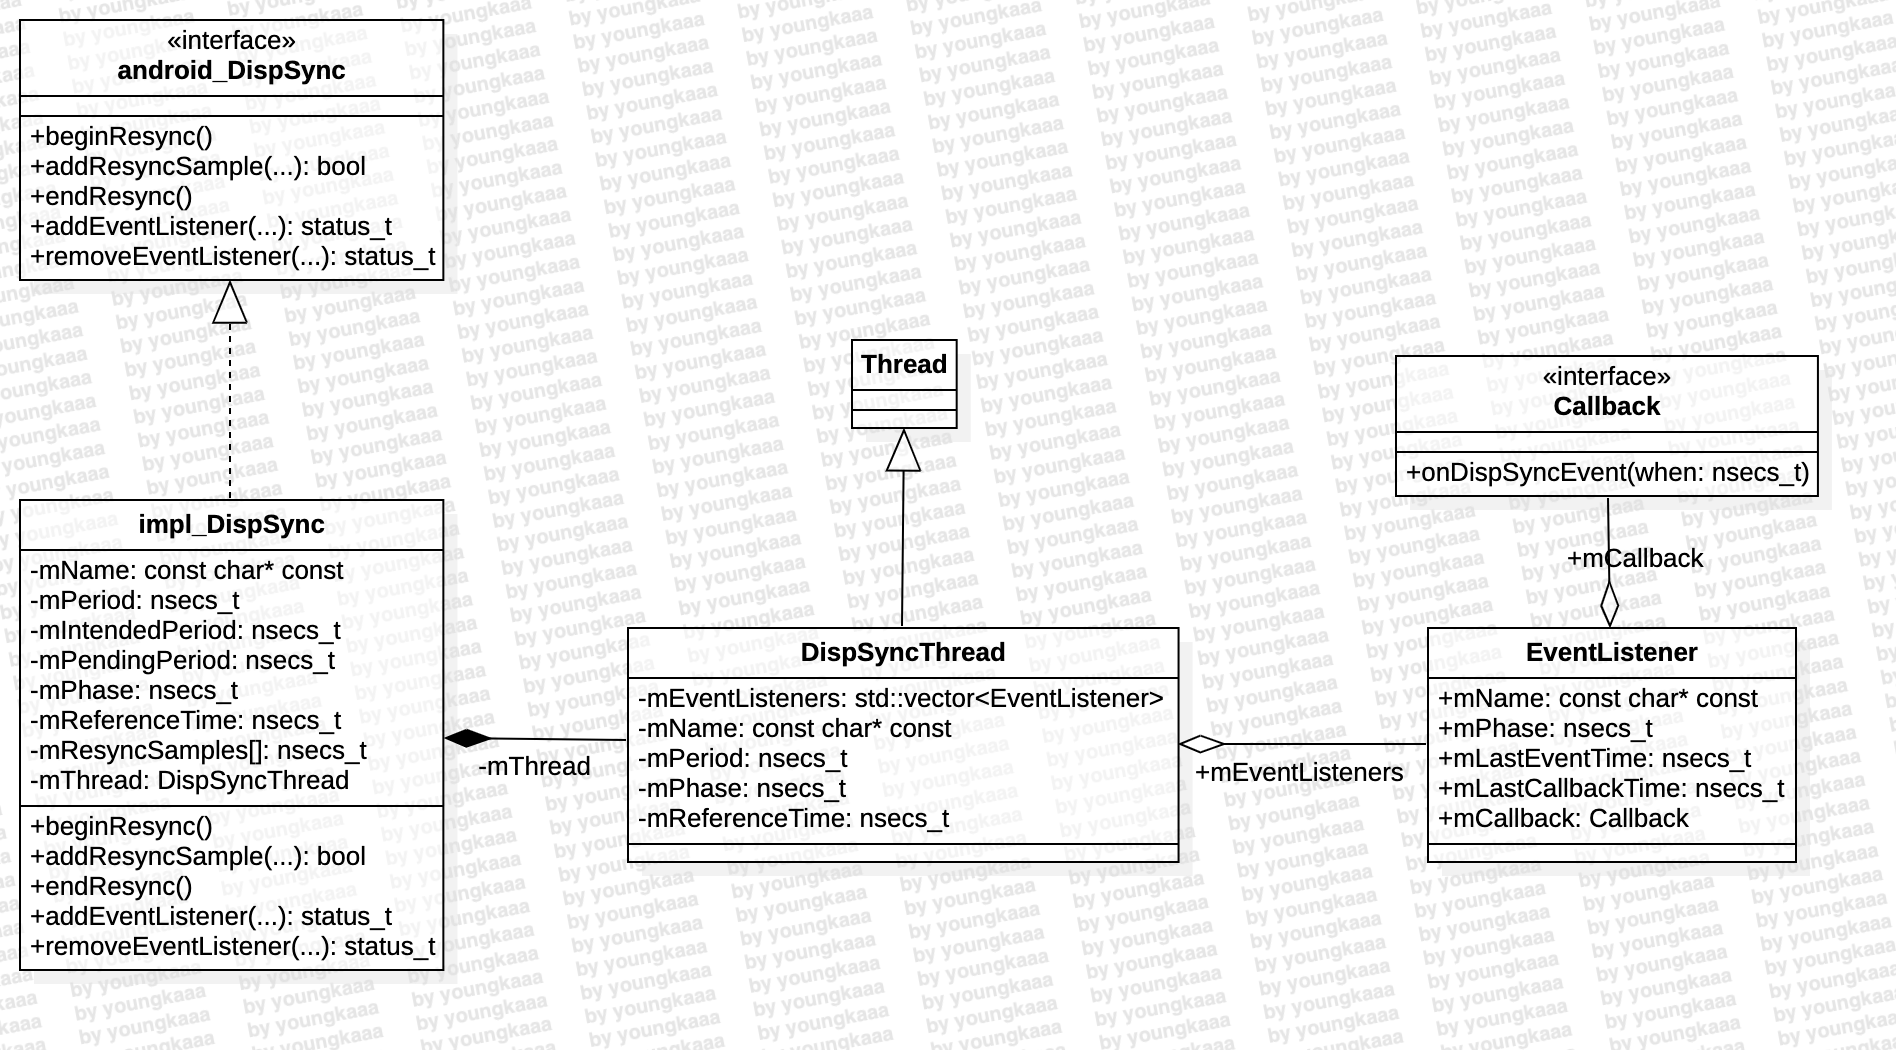 «interface»
android_DispSync
+beginResync()
+addResyncSample(...): bool
+endResync()
+addEventListener(...): status_t
+removeEventListener(...): status_t
Thread
«interface»
Callback
+onDispSyncEvent(when: nsecs_t)
+mCallback
impl_DispSync
-mName: const char* const
-mPeriod: nsecs_t
-mIntendedPeriod: nsecs_t
-mPendingPeriod: nsecs_t
-mPhase: nsecs_t
-mReferenceTime: nsecs_t
-mResyncSamples[]: nsecs_t
-mThread: DispSyncThread
+beginResync()
+addResyncSample(...): bool
+endResync()
+addEventListener(...): status_t
+removeEventListener(...): status_t
-mThread
DispSyncThread
-mEventListeners: std::vector<EventListener>
-mName: const char* const
-mPeriod: nsecs_t
-mPhase: nsecs_t
-mReferenceTime: nsecs_t
+mEventListeners
EventListener
+mName: const char* const
+mPhase: nsecs_t
+mLastEventTime: nsecs_t
+mLastCallbackTime: nsecs_t
+mCallback: Callback
by youngkaaa